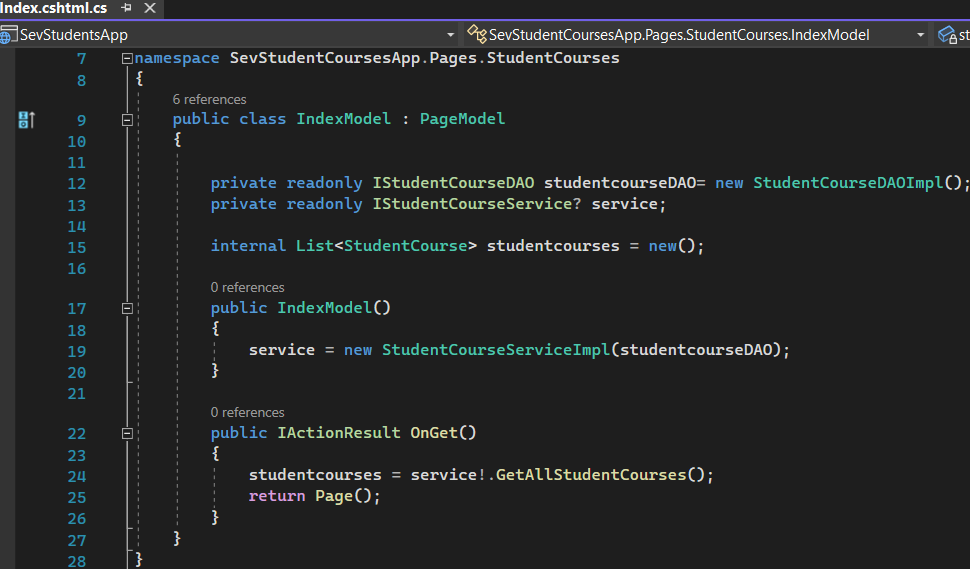 Index.cshtml.cs
SevStudentsApp SevStudentCoursesApp.Pages.StudentCourses.IndexModel st
7 namespace SevStudentCoursesApp.Pages.StudentCourses
8 {
6 references
9 public class IndexModel : PageModel
10 {
11
12 private readonly IStudentCourseDAO studentcourseDAO= new StudentCourseDAOImpl();
13 private readonly IStudentCourseService? service;
14
15 internal List<StudentCourse> studentcourses = new();
16
0 references
17 public IndexModel()
18 {
19 service = new StudentCourseServiceImpl(studentcourseDAO);
20 }
21
0 references
22 public IActionResult OnGet()
23 {
24 studentcourses = service!.GetAllStudentCourses();
25 return Page();
26 }
27 }
28 }